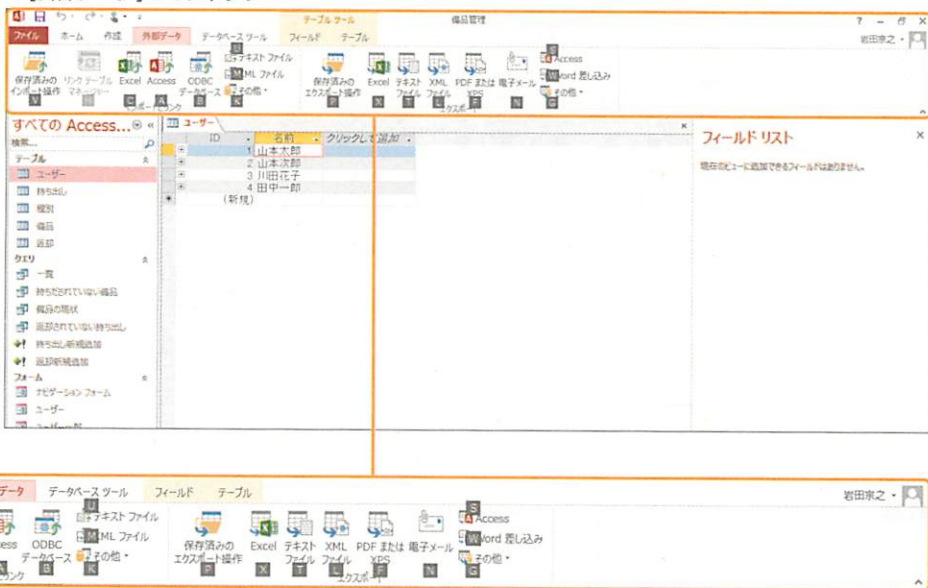 テーブル ツール
備品管理
? － × 
ファイル ホーム 作成 外部データ データベース ツール フィールド テーブル
岩田宗之
U テキスト ファイル
M XML ファイル
K その他
保存済みの インポート操作
リンク テーブル マネージャー
Excel
Access
ODBC データベース
保存済みの エクスポート操作
Excel
テキスト ファイル
XML ファイル
PDF または XPS
電子メール
S Access
W Word 差し込み
G その他
V N C A B P X T L F N
インポートとリンク
エクスポート
すべての Access... «
ユーザー
×
フィールド リスト
×
検索...
ID 名前 クリックして追加
現在のビューに追加できるフィールドはありません。
テーブル
1 山本太郎
ユーザー
2 山本次郎
持ち出し
3 川田花子
種別
4 田中一郎
備品
(新規)
返却
クエリ
一覧
持ちだされていない備品
備品の現状
返却されていない持ち出し
持ち出し新規追加
返却新規追加
フォーム
ナビゲーション フォーム
ユーザー
データ データベース ツール フィールド テーブル
岩田宗之
U テキスト ファイル
M XML ファイル
K その他
ess
ODBC データベース
保存済みの エクスポート操作
Excel
テキスト ファイル
XML ファイル
PDF または XPS
電子メール
S Access
W Word 差し込み
G その他
A B P X T L F N
ンク
エクスポート